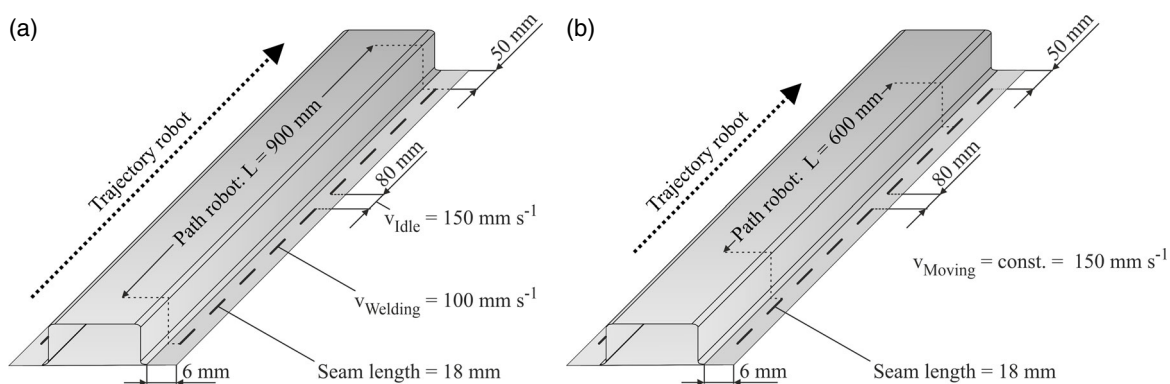 (a)
50 mm
Trajectory robot
Path robot: L = 900 mm
80 mm
v_Idle = 150 mm s⁻¹
v_Welding = 100 mm s⁻¹
Seam length = 18 mm
6 mm
(b)
50 mm
Trajectory robot
Path robot: L = 600 mm
80 mm
v_Moving = const. = 150 mm s⁻¹
Seam length = 18 mm
6 mm